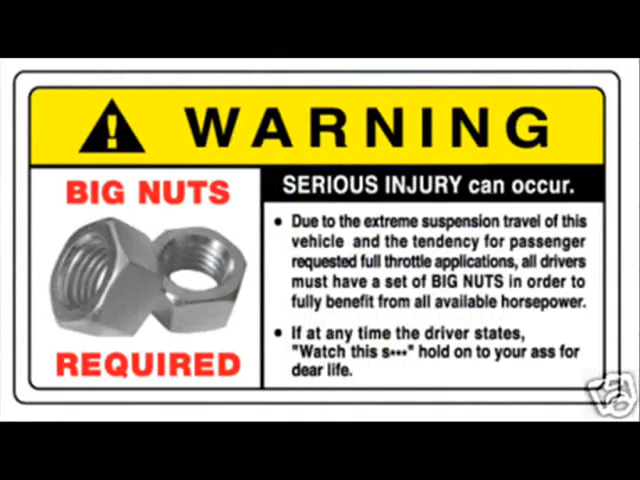 WARNING
BIG NUTS
REQUIRED
SERIOUS INJURY can occur.
• Due to the extreme suspension travel of this
vehicle and the tendency for passenger
requested full throttle applications, all drivers
must have a set of BIG NUTS in order to
fully benefit from all available horsepower.
• If at any time the driver states,
"Watch this s•••" hold on to your ass for
dear life.